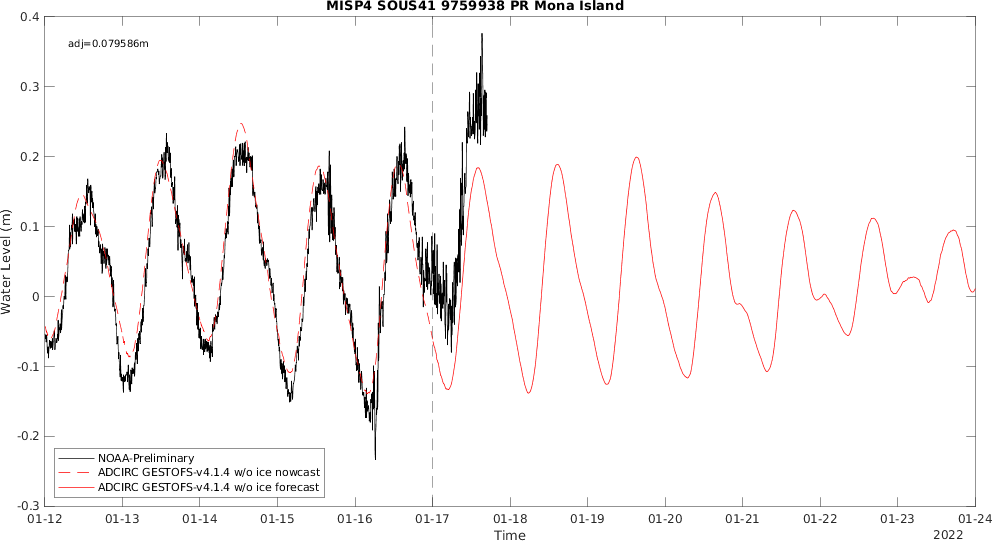 MISP4 SOUS41 9759938 PR Mona Island
adj=0.079586m
0.4
0.3
0.2
0.1
0
-0.1
-0.2
-0.3
Water Level (m)
NOAA-Preliminary
ADCIRC GESTOFS-v4.1.4 w/o ice nowcast
ADCIRC GESTOFS-v4.1.4 w/o ice forecast
01-12 01-13 01-14 01-15 01-16 01-17 01-18 01-19 01-20 01-21 01-22 01-23 01-24
Time
2022